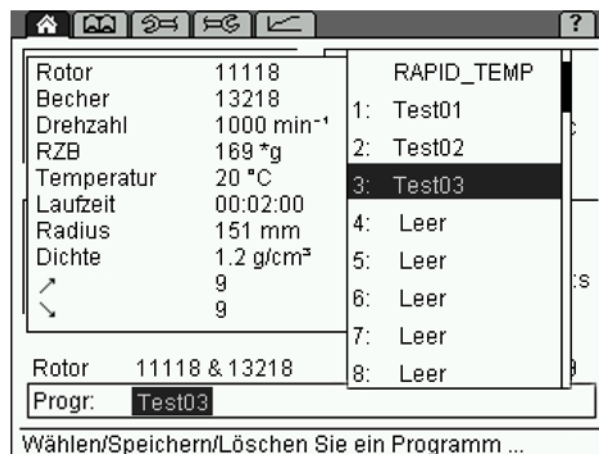 ?
Rotor 11118
Becher 13218
Drehzahl 1000 min⁻¹
RZB 169 *g
Temperatur 20 °C
Laufzeit 00:02:00
Radius 151 mm
Dichte 1.2 g/cm³
↗ 9
↘ 9
RAPID_TEMP
1: Test01
2: Test02
3: Test03
4: Leer
5: Leer
6: Leer
7: Leer
8: Leer
:s
Rotor 11118 & 13218
Progr: Test03
Wählen/Speichern/Löschen Sie ein Programm ...